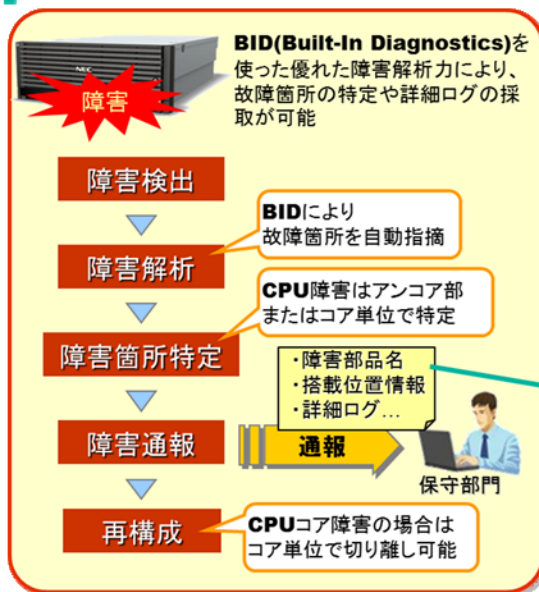 BID(Built-In Diagnostics)を
使った優れた障害解析力により、
故障箇所の特定や詳細ログの採
取が可能
NEC
障害
障害検出
BIDにより
故障箇所を自動指摘
障害解析
CPU障害はアンコア部
またはコア単位で特定
障害箇所特定
・障害部品名
・搭載位置情報
・詳細ログ…
障害通報
通報
保守部門
再構成
CPUコア障害の場合は
コア単位で切り離し可能